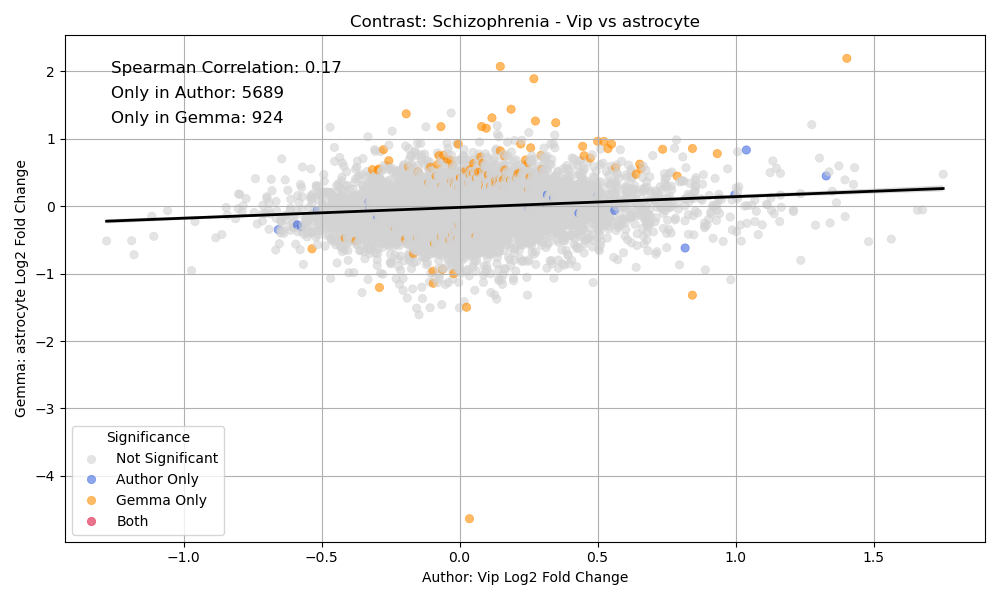 Contrast: Schizophrenia - Vip vs astrocyte
Spearman Correlation: 0.17
Only in Author: 5689
Only in Gemma: 924
Gemma: astrocyte Log2 Fold Change
2
1
0
−1
−2
−3
−4
Significance
Not Significant
Author Only
Gemma Only
Both
−1.0
−0.5
0.0
0.5
1.0
1.5
Author: Vip Log2 Fold Change